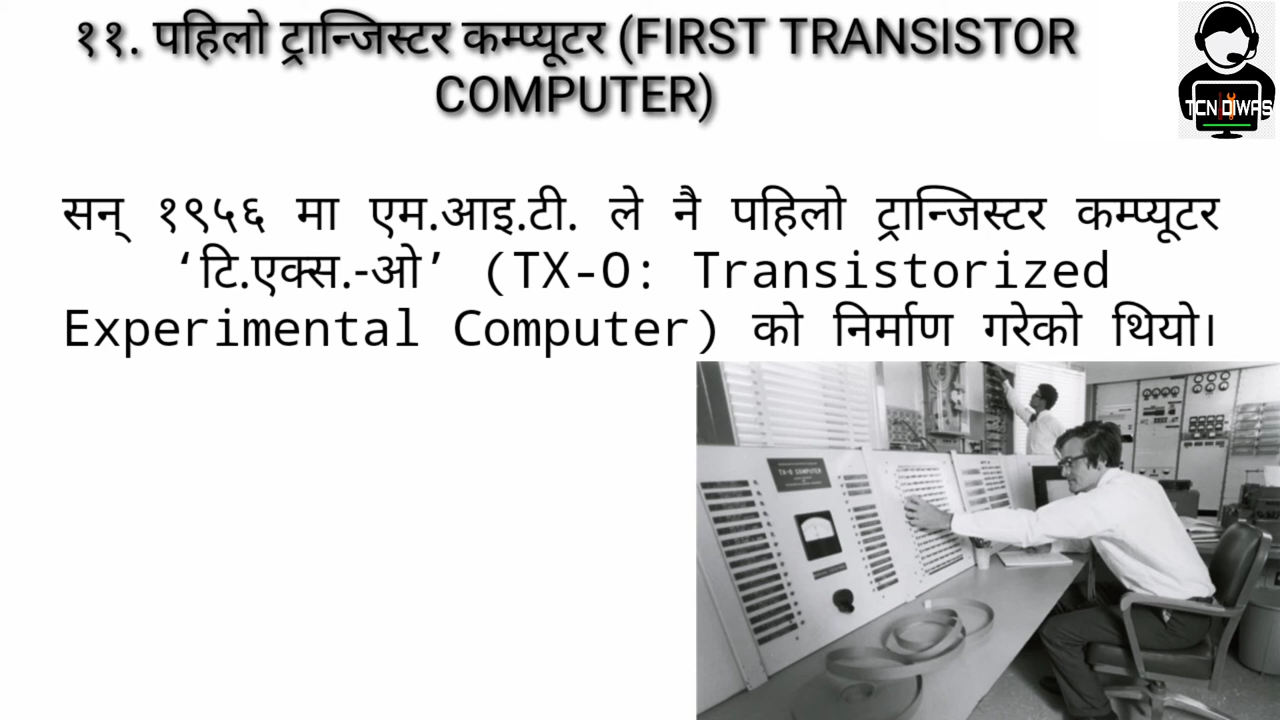 ११. पहिलो ट्रान्जिस्टर कम्प्यूटर (FIRST TRANSISTOR
COMPUTER)
TCN DIWAS
सन् १९५६ मा एम.आइ.टी. ले नै पहिलो ट्रान्जिस्टर कम्प्यूटर
‘टि.एक्स.-ओ’ (TX-O: Transistorized
Experimental Computer) को निर्माण गरेको थियो।
TX-0 COMPUTER